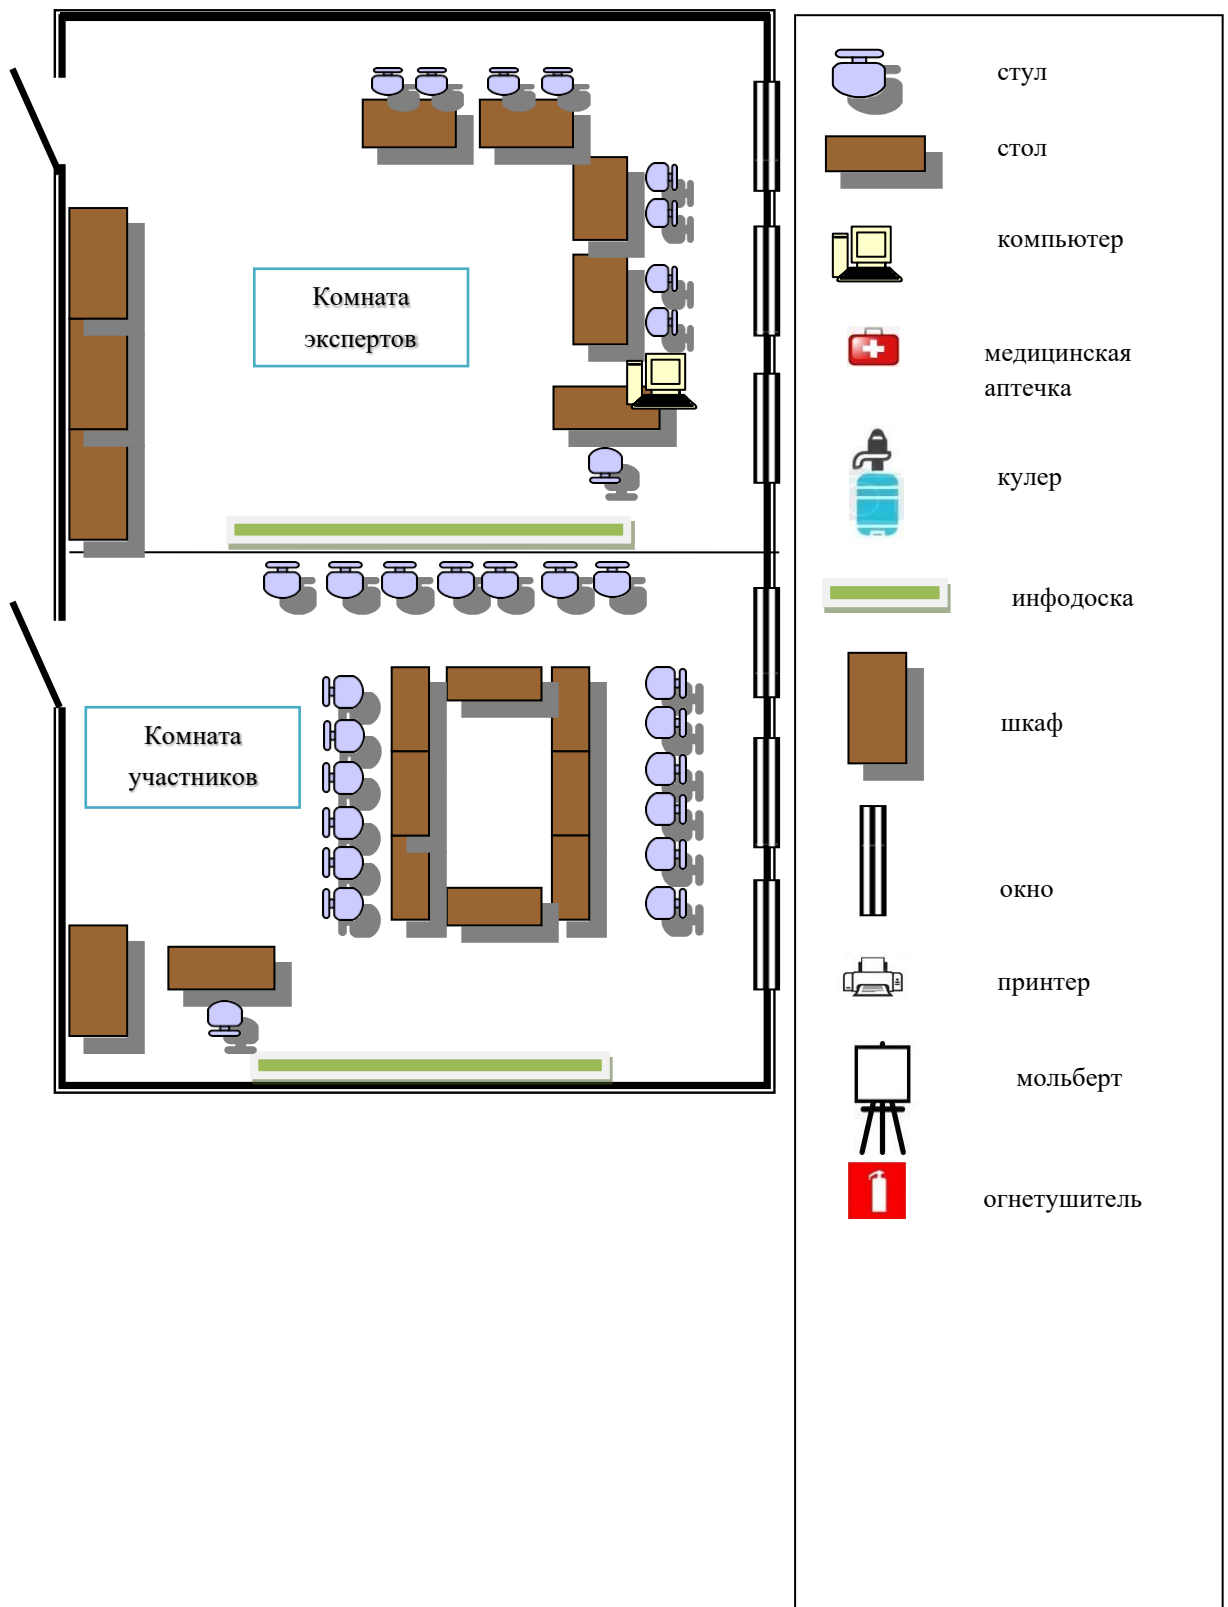 Комната
экспертов
Комната
участников
стул
стол
компьютер
медицинская
аптечка
кулер
инфодоска
шкаф
окно
принтер
мольберт
огнетушитель